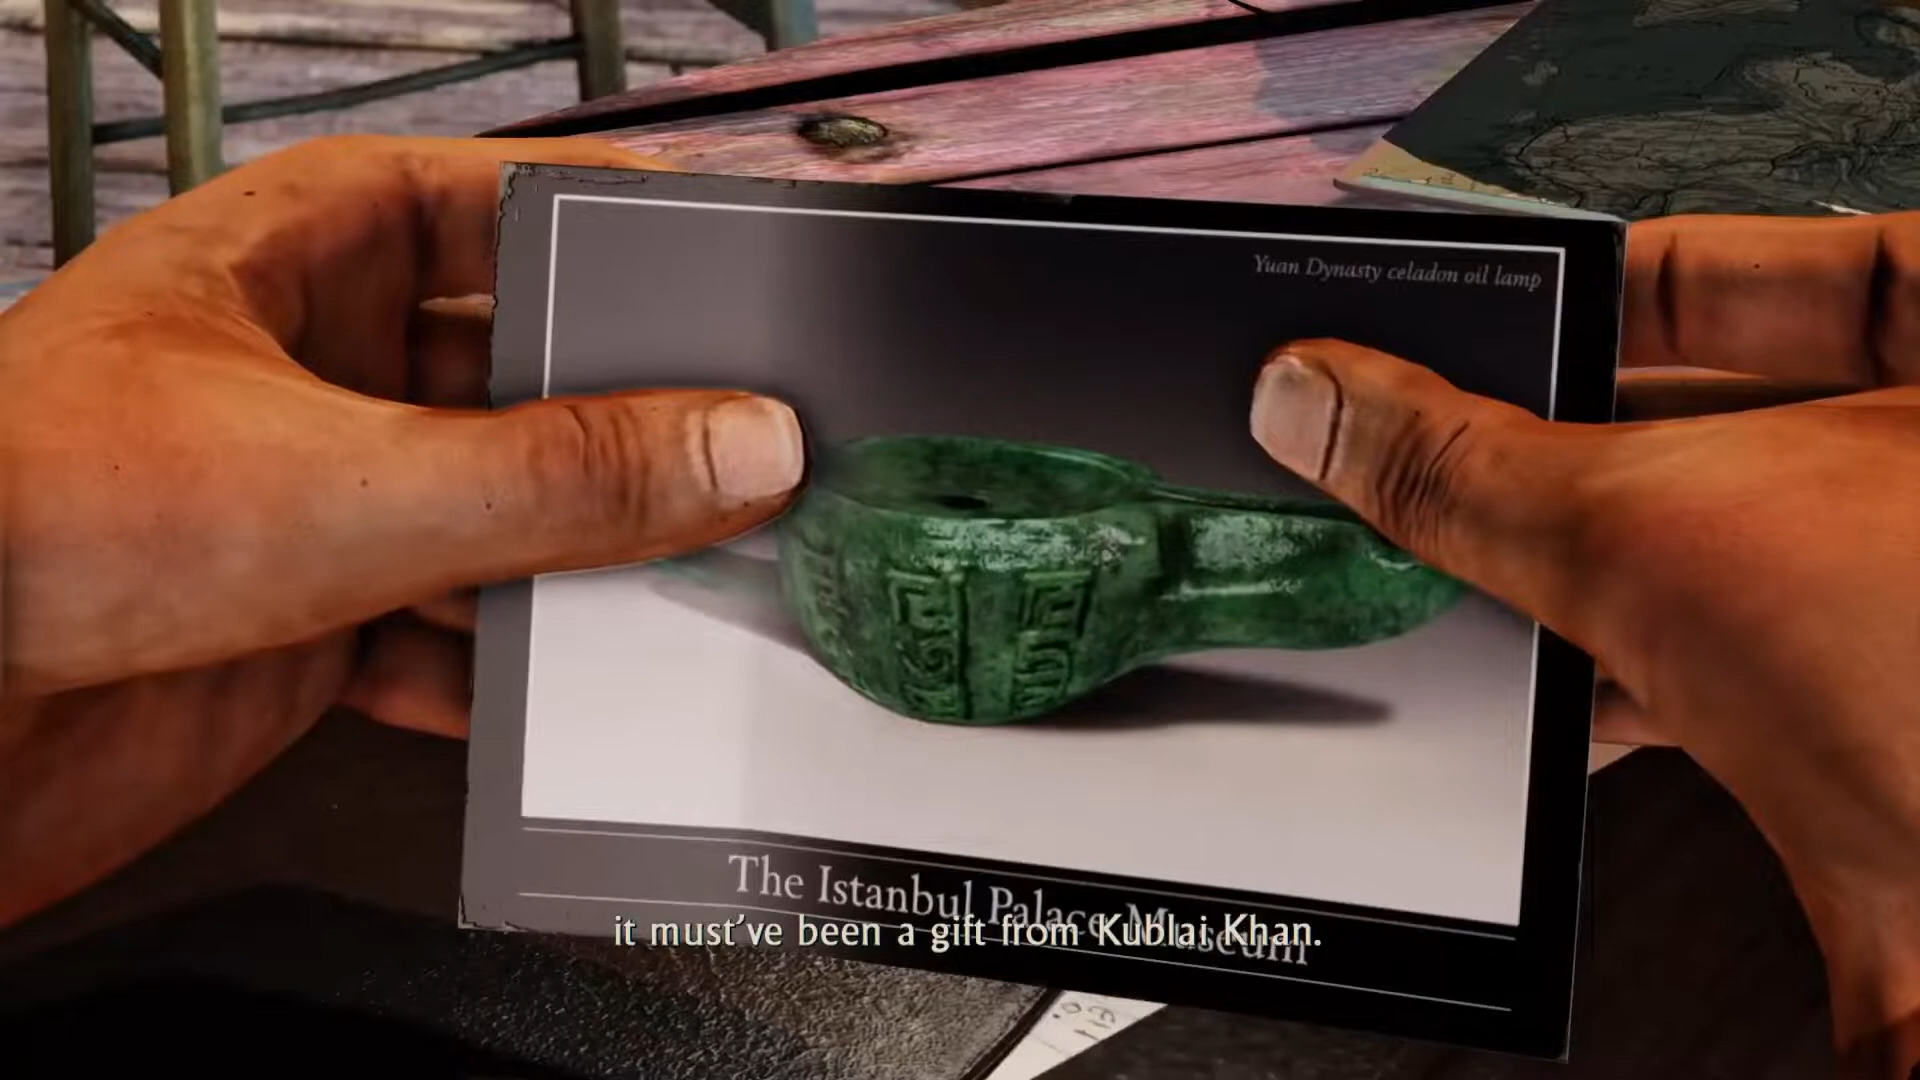 Yuan Dynasty celadon oil lamp
The Istanbul Palace Museum
it must've been a gift from Kublai Khan.